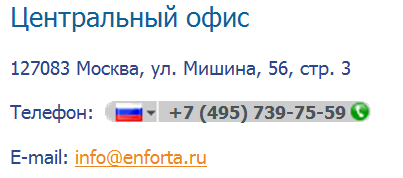 Центральный офис
127083 Москва, ул. Мишина, 56, стр. 3
Телефон: +7 (495) 739-75-59
E-mail: info@enforta.ru